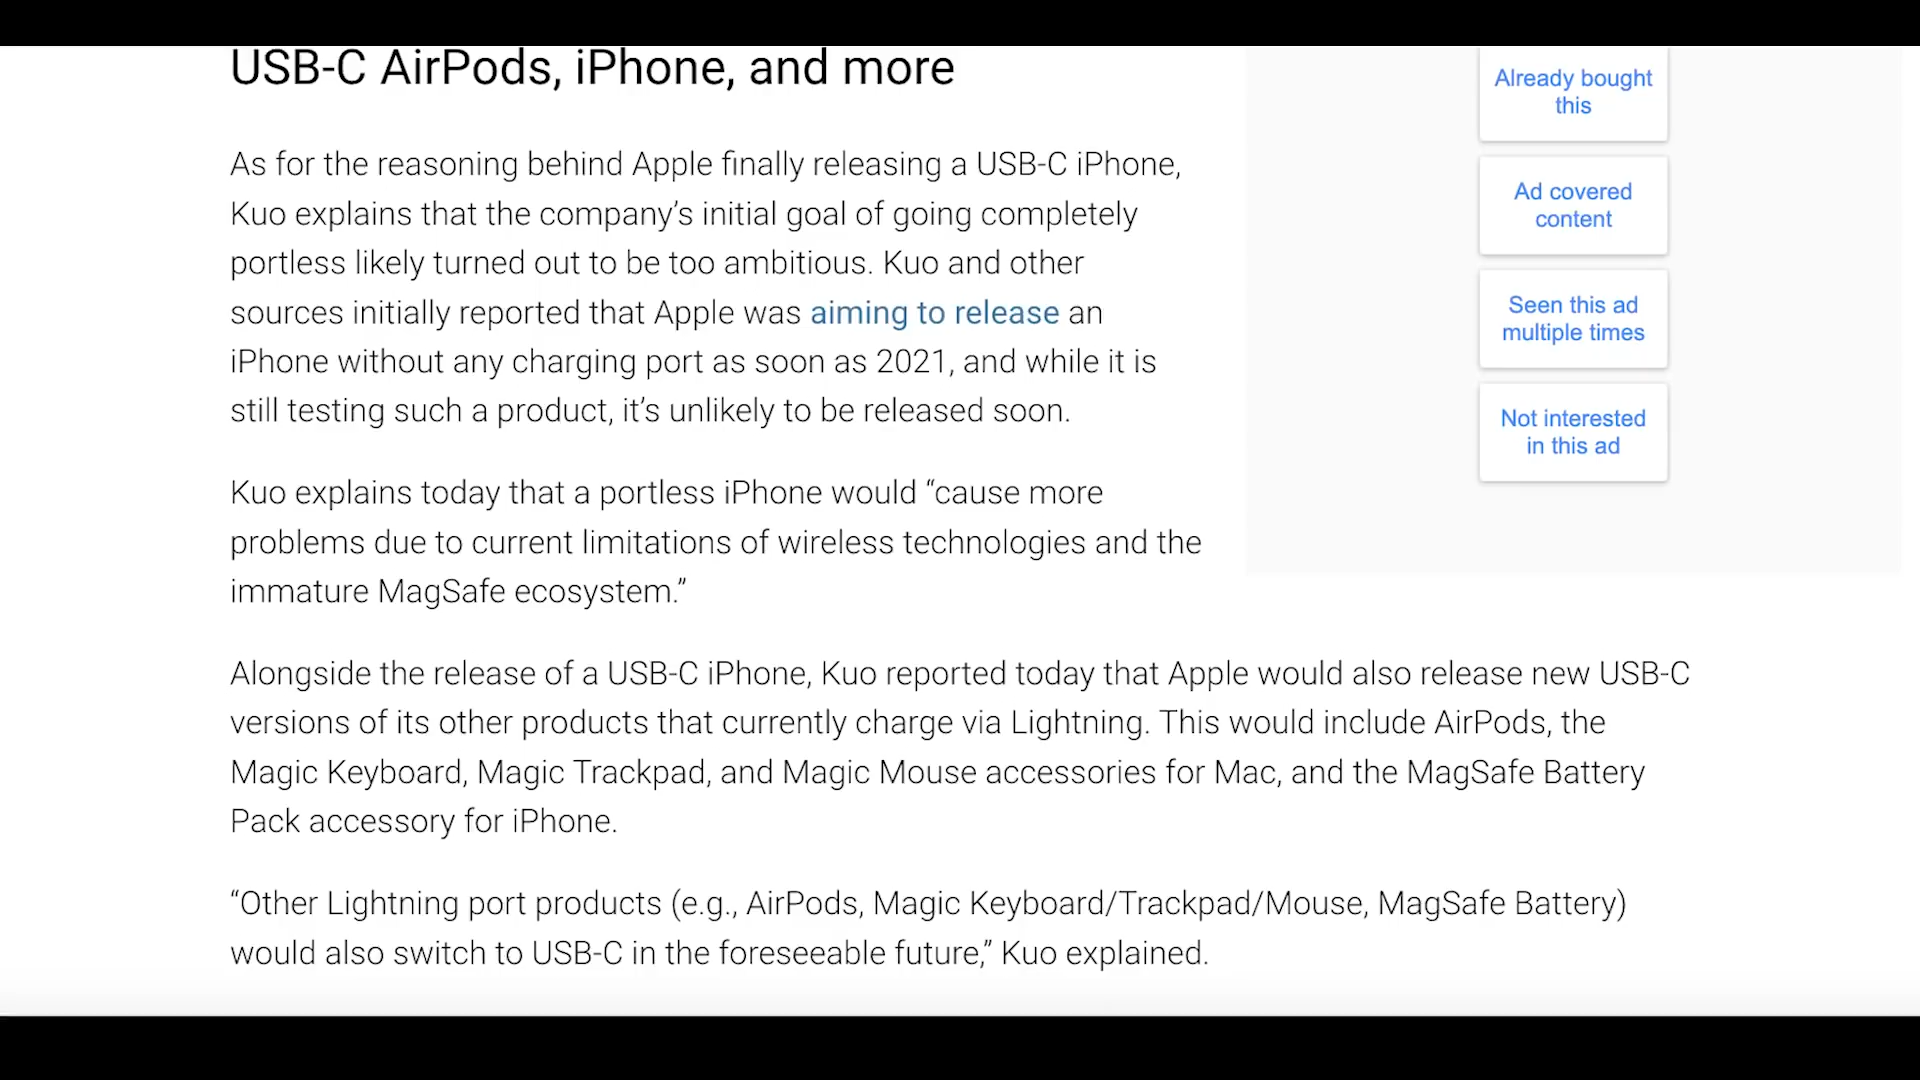 USB-C AirPods, iPhone, and more
As for the reasoning behind Apple finally releasing a USB-C iPhone,
Kuo explains that the company’s initial goal of going completely
portless likely turned out to be too ambitious. Kuo and other
sources initially reported that Apple was aiming to release an
iPhone without any charging port as soon as 2021, and while it is
still testing such a product, it’s unlikely to be released soon.
Kuo explains today that a portless iPhone would “cause more
problems due to current limitations of wireless technologies and the
immature MagSafe ecosystem.”
Alongside the release of a USB-C iPhone, Kuo reported today that Apple would also release new USB-C
versions of its other products that currently charge via Lightning. This would include AirPods, the
Magic Keyboard, Magic Trackpad, and Magic Mouse accessories for Mac, and the MagSafe Battery
Pack accessory for iPhone.
“Other Lightning port products (e.g., AirPods, Magic Keyboard/Trackpad/Mouse, MagSafe Battery)
would also switch to USB-C in the foreseeable future,” Kuo explained.
Already bought
this
Ad covered
content
Seen this ad
multiple times
Not interested
in this ad